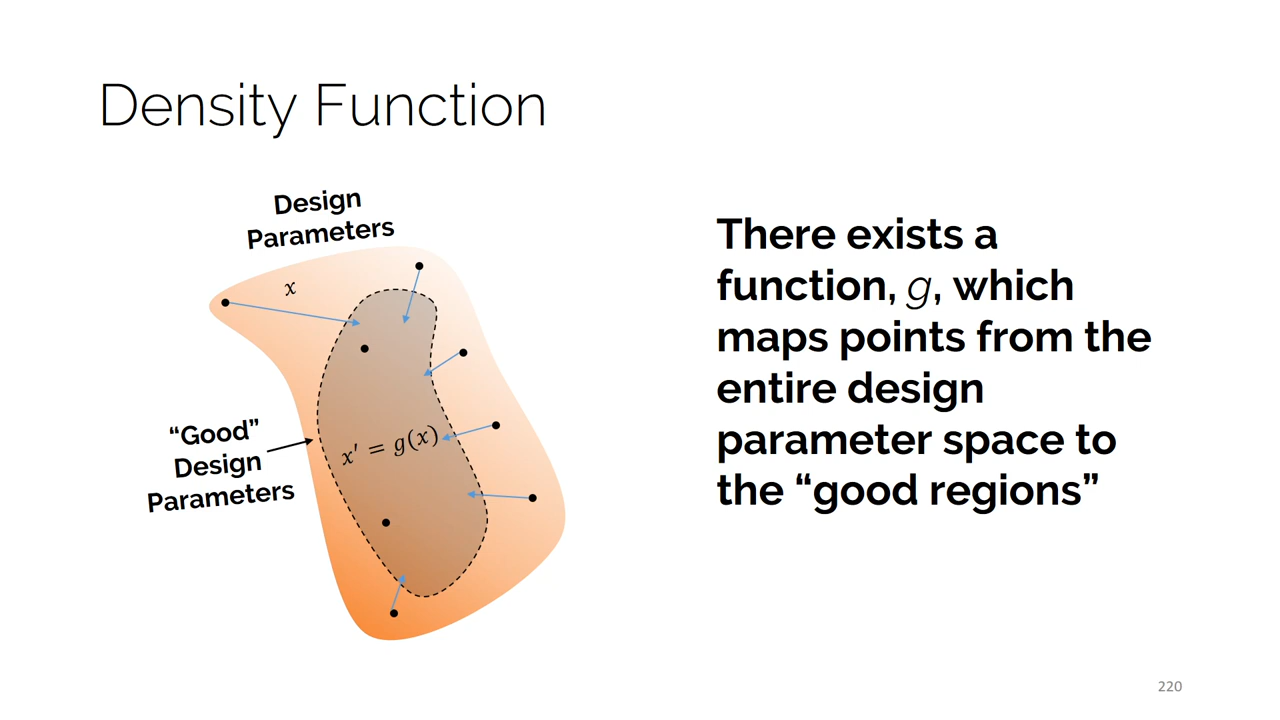 Density Function
Design
Parameters
x
"Good"
Design
Parameters
x′ = g(x)
There exists a
function, g, which
maps points from the
entire design
parameter space to
the “good regions”
220